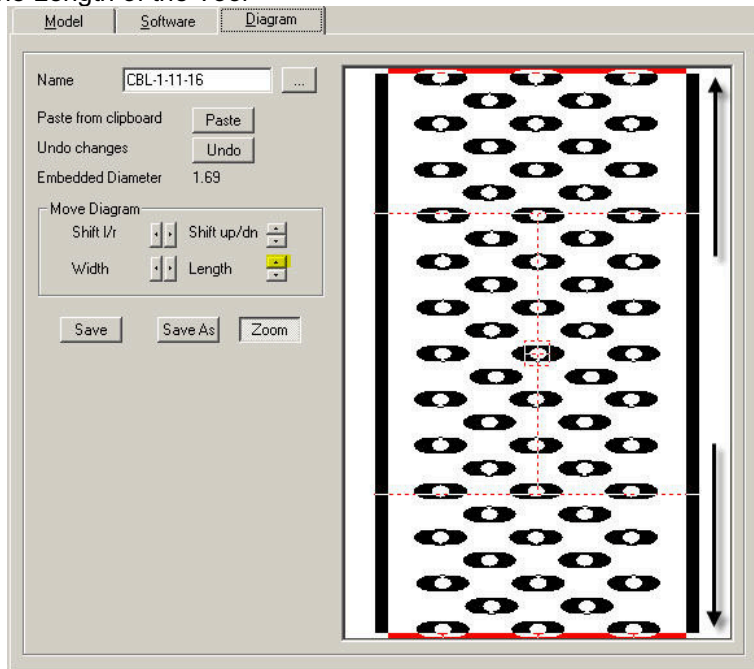 Model Software Diagram
Name CBL-1-11-16 ...
Paste from clipboard Paste
Undo changes Undo
Embedded Diameter 1.69
Move Diagram
Shift l/r Shift up/dn
Width Length
Save Save As Zoom